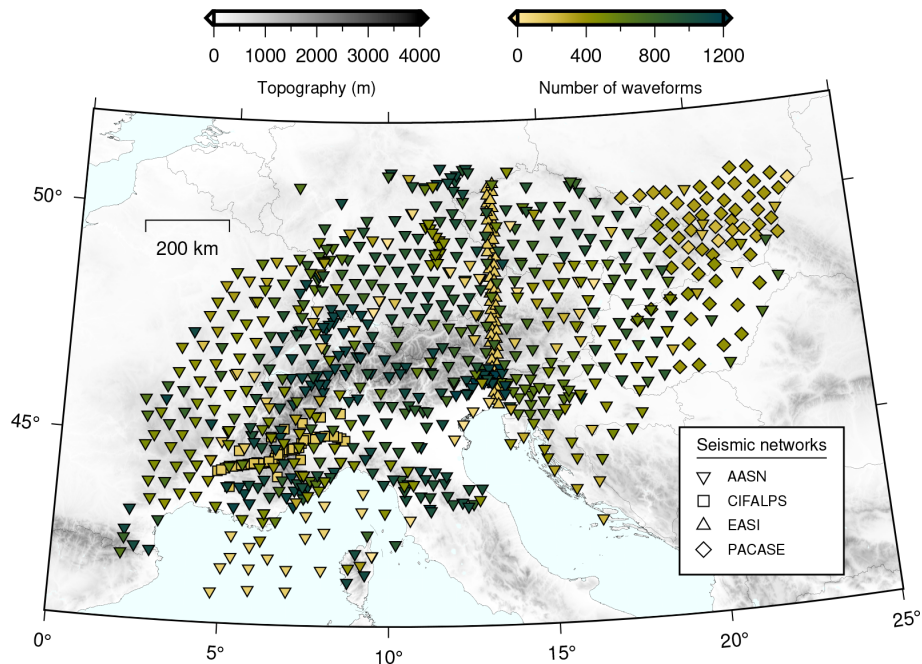 0 1000 2000 3000 4000
Topography (m)
0 400 800 1200
Number of waveforms
50°
45°
200 km
Seismic networks
AASN
CIFALPS
EASI
PACASE
0° 5° 10° 15° 20° 25°